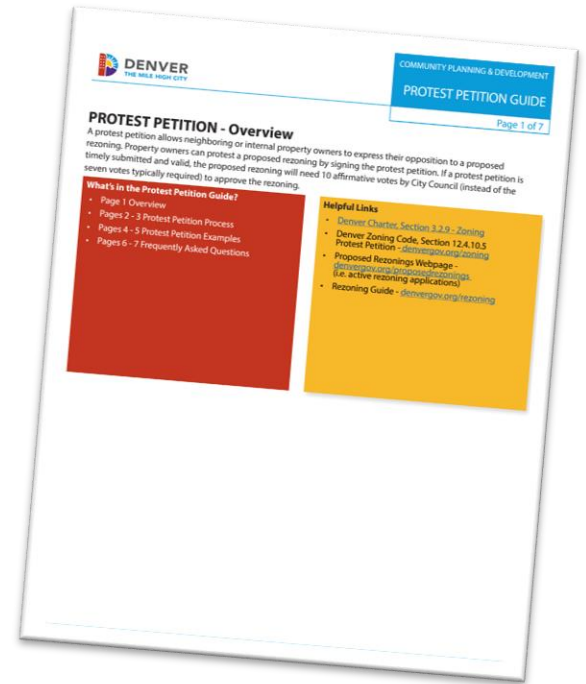 DENVER
THE MILE HIGH CITY
COMMUNITY PLANNING & DEVELOPMENT
PROTEST PETITION GUIDE
Page 1 of 7
PROTEST PETITION - Overview
A protest petition allows neighboring or internal property owners to express their opposition to a proposed
rezoning. Property owners can protest a proposed rezoning by signing the protest petition. If a protest petition is
timely submitted and valid, the proposed rezoning will need 10 affirmative votes by City Council (instead of the
seven votes typically required) to approve the rezoning.
What's in the Protest Petition Guide?
• Page 1 Overview
• Pages 2 - 3 Protest Petition Process
• Pages 4 - 5 Protest Petition Examples
• Pages 6 - 7 Frequently Asked Questions
Helpful Links
• Denver Charter, Section 3.2.9 - Zoning
• Denver Zoning Code, Section 12.4.10.5
Protest Petition - denvergov.org/zoning
• Proposed Rezonings Webpage -
denvergov.org/proposedrezonings
(i.e. active rezoning applications)
• Rezoning Guide - denvergov.org/rezoning